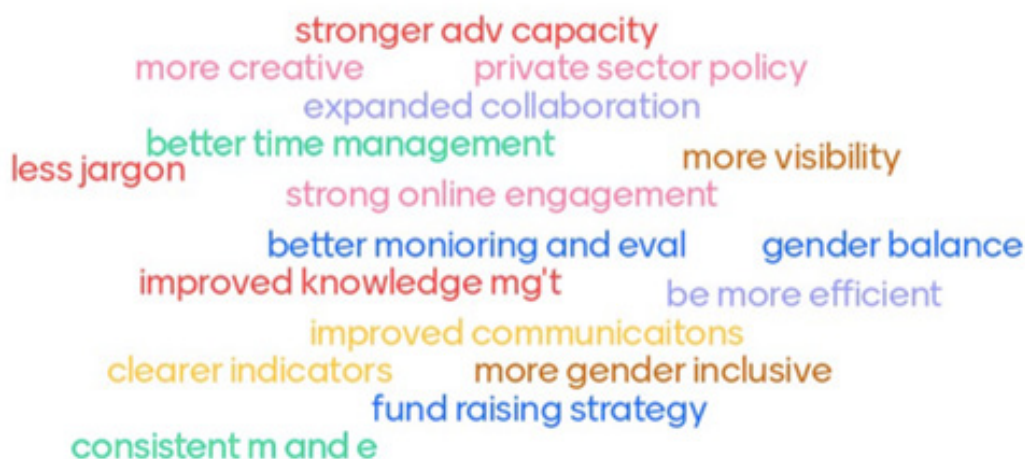 stronger adv capacity
more creative
private sector policy
expanded collaboration
better time management
more visibility
less jargon
strong online engagement
better monioring and eval
gender balance
improved knowledge mg't
be more efficient
improved communicaitons
clearer indicators
more gender inclusive
fund raising strategy
consistent m and e